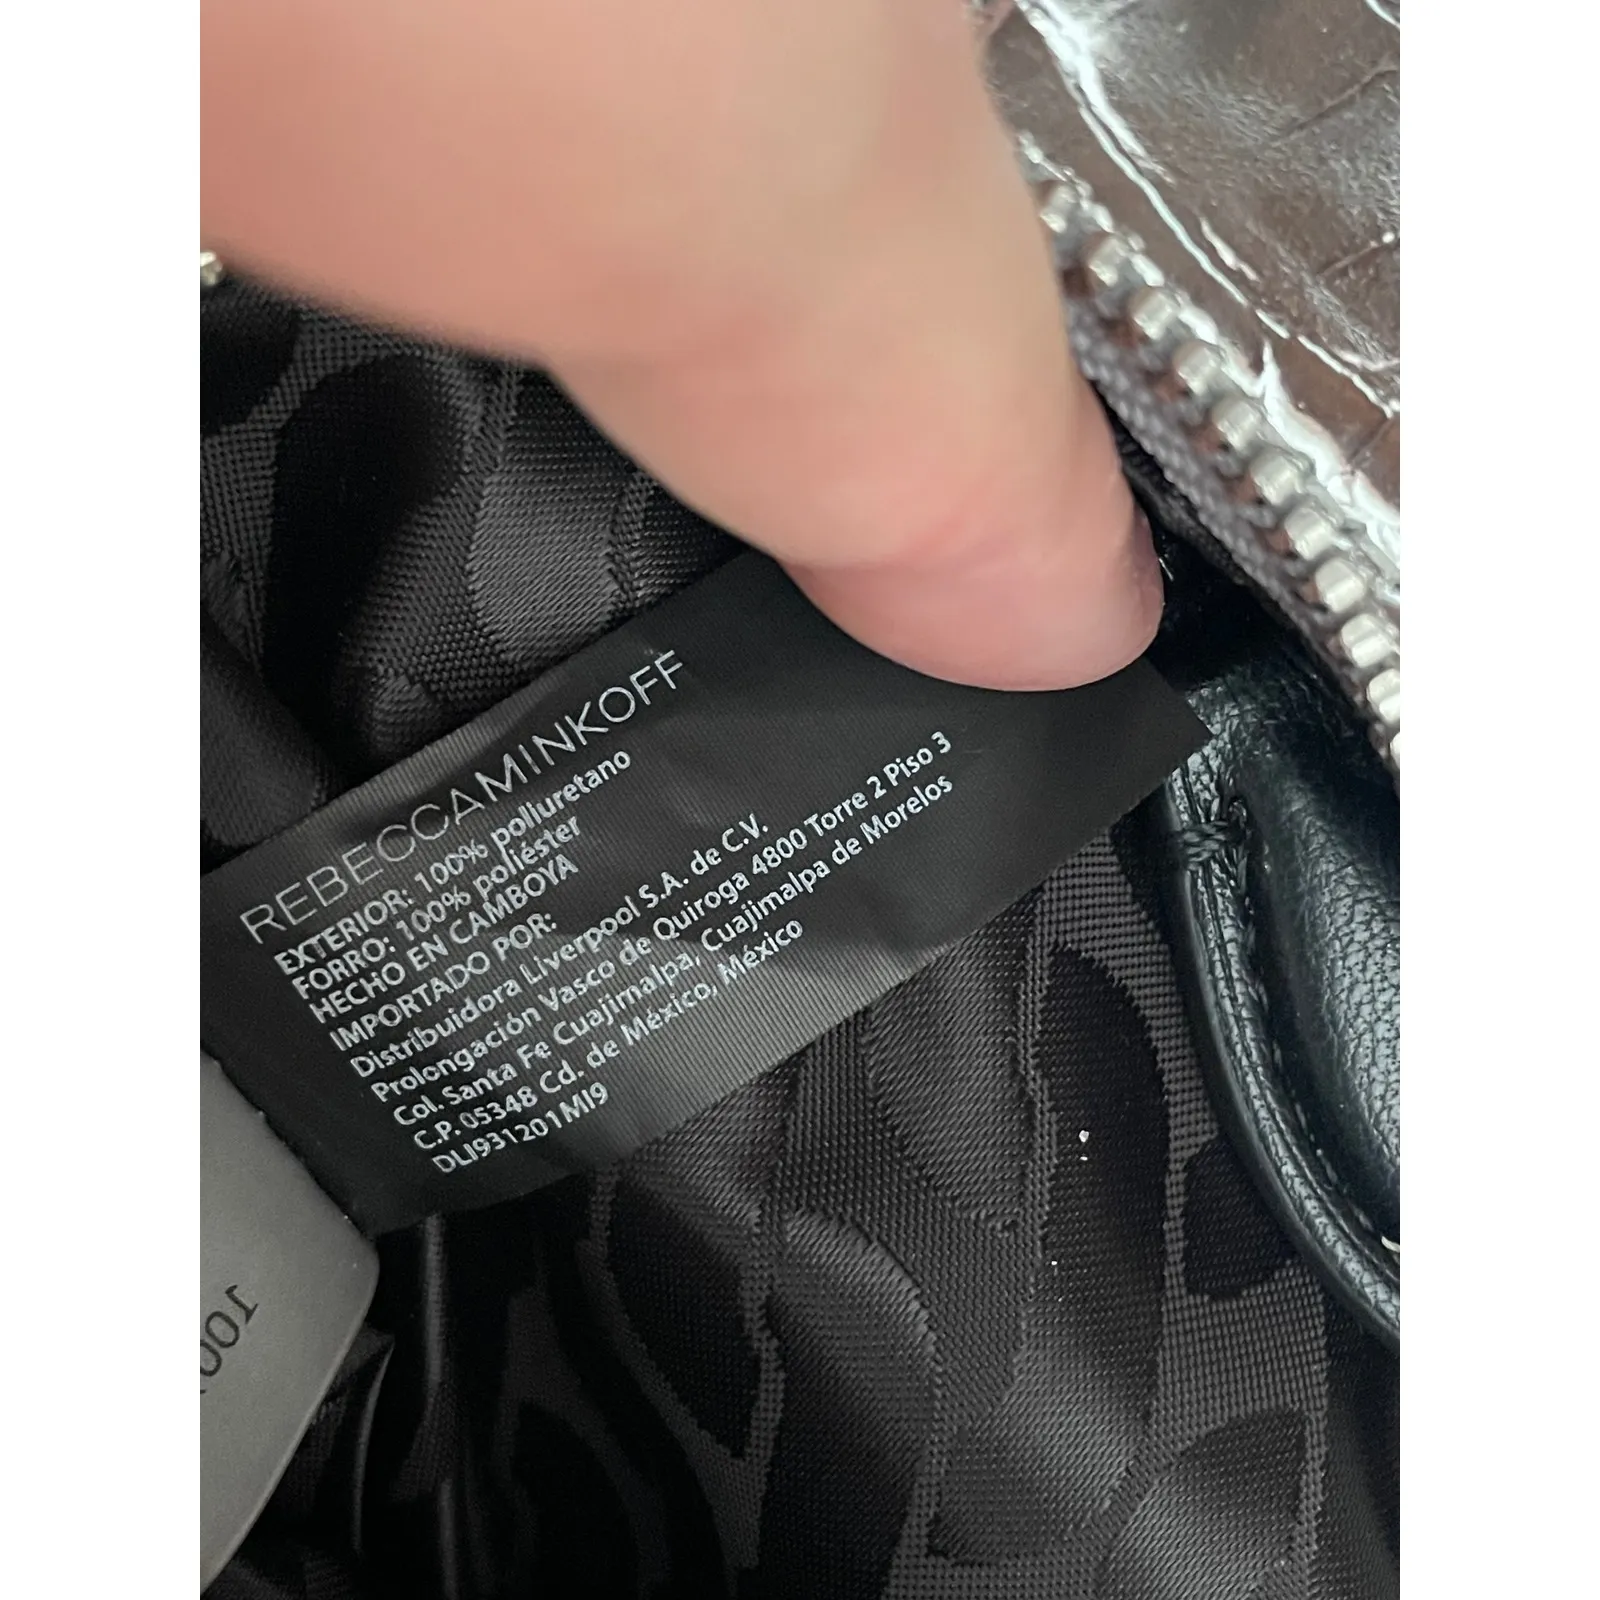 REBECCAMINKOFF
EXTERIOR: 100% poliuretano
FORRO: 100% poliéster
HECHO EN CAMBOYA
IMPORTADO POR:
Distribuidora Liverpool S.A. de C.V.
Prolongación Vasco de Quiroga 4800 Torre 2 Piso 3
Col. Santa Fe Cuajimalpa, Cuajimalpa de Morelos
C.P. 05348 Cd. de México, México
DLI931201MI9